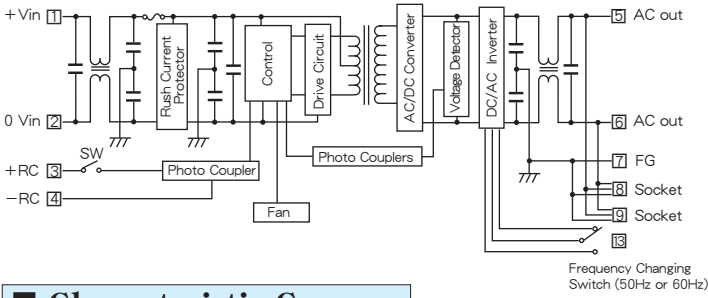 +Vin 1
0 Vin 2
+RC 3
SW
−RC 4
Rush Current
Protector
Control
Drive Circuit
Photo Coupler
Fan
Photo Couplers
AC/DC Converter
Voltage Detector
DC/AC Inverter
5 AC out
6 AC out
7 FG
8 Socket
9 Socket
13
Frequency Changing
Switch (50Hz or 60Hz)